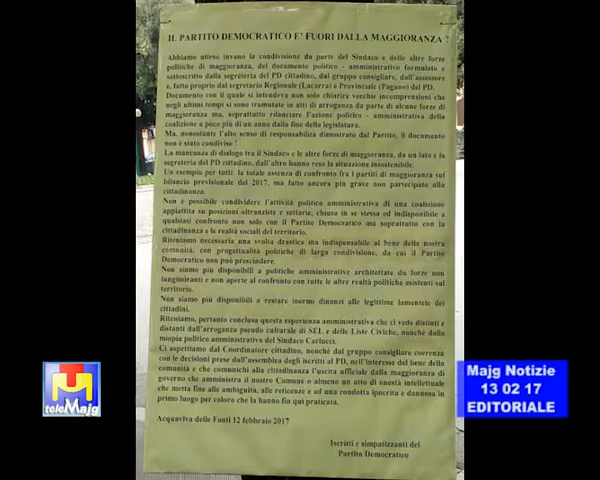 IL PARTITO DEMOCRATICO E' FUORI DALLA MAGGIORANZA ?
Abbiamo atteso invano la condivisione da parte del Sindaco e delle altre forze
politiche di maggioranza, del documento politico - amministrativo formulato e
sottoscritto dalla segreteria del PD cittadino, dal gruppo consigliare, dall'assessore
e, fatto proprio dai segretario Regionale (Lacarra) e Provinciale (Pagano) del PD.
Documento con il quale si intendeva non solo chiarire vecchie incomprensioni che
negli ultimi tempi si sono tramutate in atti di arroganza da parte di alcune forze di
maggioranza ma, soprattutto rilanciare l'azione politico - amministrativa della
coalizione a poco più di un anno dalla fine della legislatura.
Ma, nonostante l'alto senso di responsabilità dimostrato dal Partito, il documento
non è stato condiviso !
La mancanza di dialogo tra il Sindaco e le altre forze di maggioranza, da un lato e la
segreteria del PD cittadino, dall'altro hanno reso la situazione insostenibile.
Un esempio per tutti: la totale assenza di confronto fra i partiti di maggioranza sul
bilancio previsionale del 2017, ma fatto ancora più grave non partecipato alla
cittadinanza.
Non è possibile condividere l'attività politico amministrativa di una coalizione
appiattita su posizioni oltranziste e settarie, chiusa in se stessa ed indisponibile a
qualsiasi confronto non solo con il Partito Democratico ma soprattutto con la
cittadinanza e le realtà sociali del territorio.
Riteniamo necessaria una svolta drastica ma indispensabile al bene della nostra
comunità, con progettualità politiche di larga condivisione, da cui il Partito
Democratico non può prescindere.
Non siamo più disponibili a politiche amministrative architettate da forze non
lungimiranti e non aperte al confronto con tutte le altre realtà politiche esistenti sul
territorio.
Non siamo più disponibili a restare inermi dinanzi alle legittime lamentele dei
cittadini.
Riteniamo, pertanto conclusa questa esperienza amministrativa che ci vede distinti e
distanti dall'arroganza pseudo culturale di SEL e delle Liste Civiche, nonché dalla
miopia politico amministrativa del Sindaco Carlucci.
Ci aspettiamo dal Coordinatore cittadino, nonché dal gruppo consigliare coerenza
con le decisioni prese dall'assemblea degli iscritti al PD, nell'interesse del bene della
comunità e che comunichi alla cittadinanza l'uscita ufficiale dalla maggioranza di
governo che amministra il nostro Comune o almeno un atto di onestà intellettuale
che metta fine alle ambiguità, alle reticenze e ad una condotta ipocrita e dannosa in
primo luogo per coloro che la hanno fin qui praticata.
Acquaviva delle Fonti 12 febbraio 2017
Iscritti e simpatizzanti del
Partito Democratico
TM
teleMajg
Majg Notizie
13 02 17
EDITORIALE